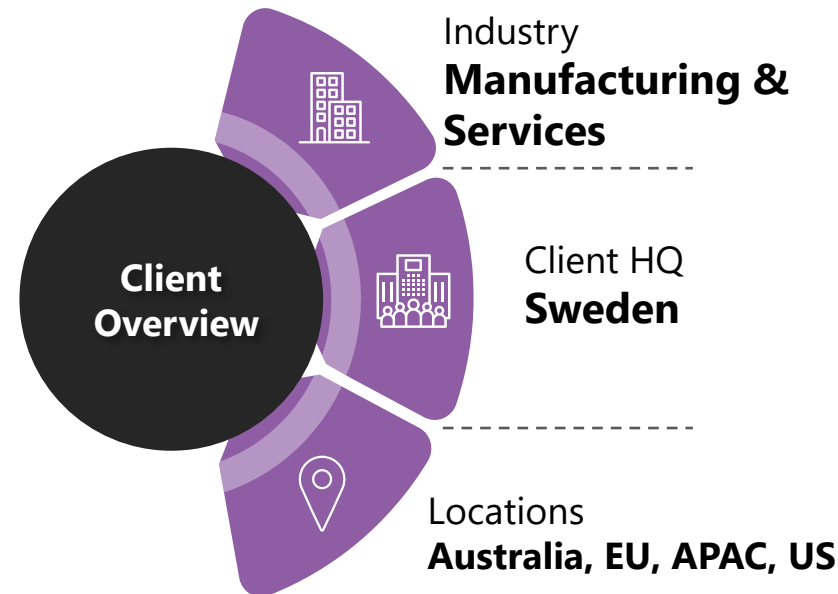 Industry
Manufacturing &
Services
Client
Overview
Client HQ
Sweden
Locations
Australia, EU, APAC, US